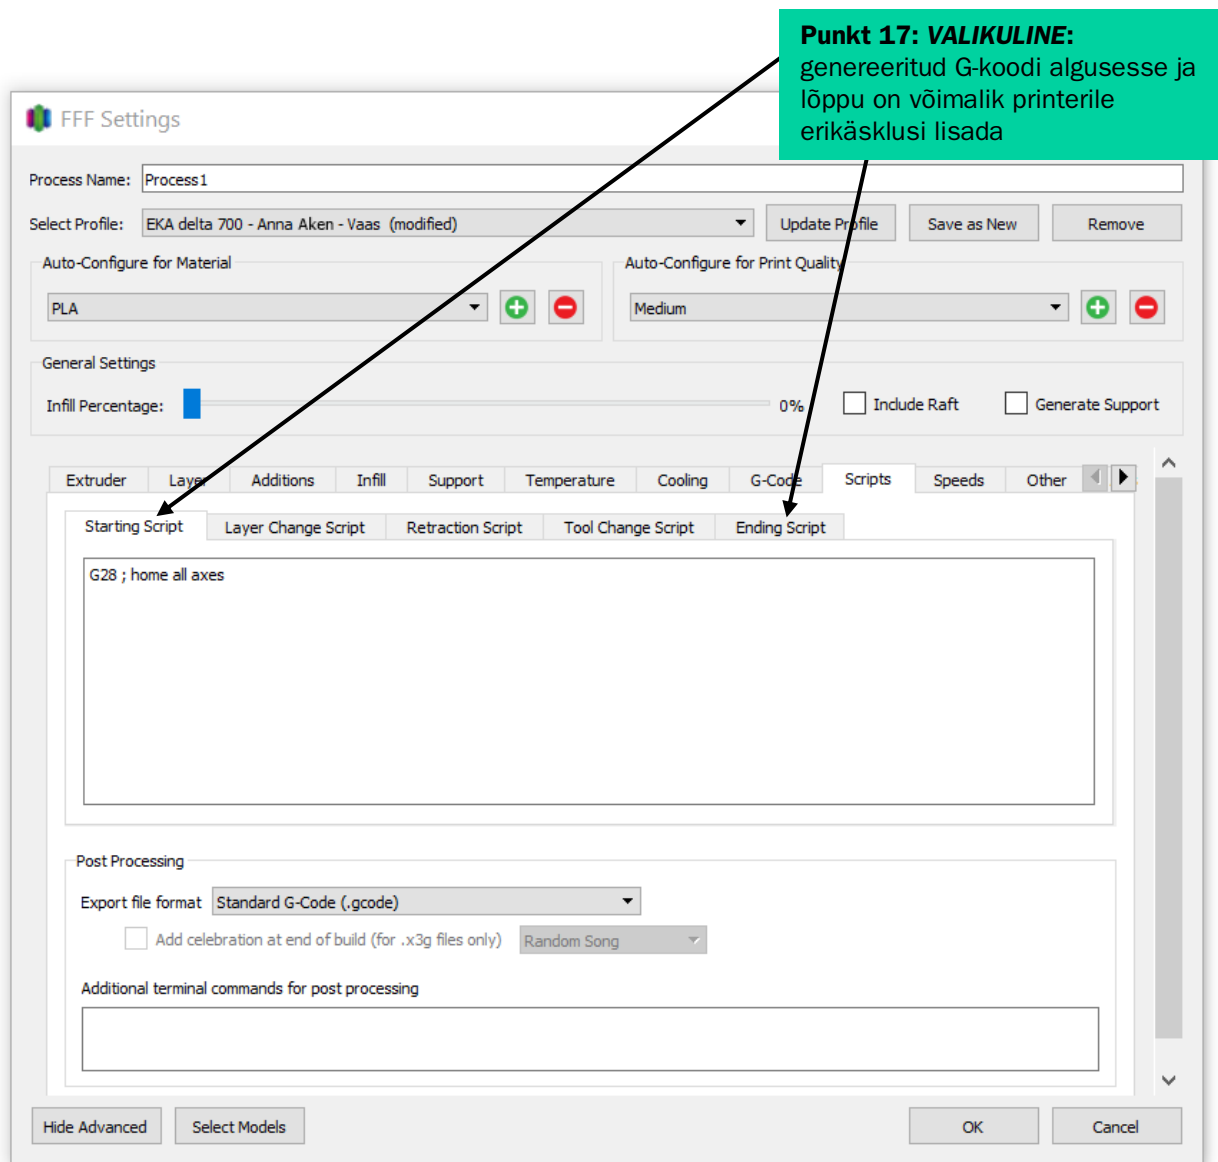 Punkt 17: VALIKULINE:
genereeritud G-koodi algusesse ja
lõppu on võimalik printerile
erikäsklusi lisada
FFF Settings
Process Name: Process1
Select Profile: EKA delta 700 - Anna Aken - Vaas (modified) Update Profile Save as New Remove
Auto-Configure for Material Auto-Configure for Print Quality
PLA Medium
General Settings
Infill Percentage: 0% Include Raft Generate Support
Extruder Layer Additions Infill Support Temperature Cooling G-Code Scripts Speeds Other
Starting Script Layer Change Script Retraction Script Tool Change Script Ending Script
G28 ; home all axes
Post Processing
Export file format Standard G-Code (.gcode)
Add celebration at end of build (for .x3g files only) Random Song
Additional terminal commands for post processing
Hide Advanced Select Models OK Cancel